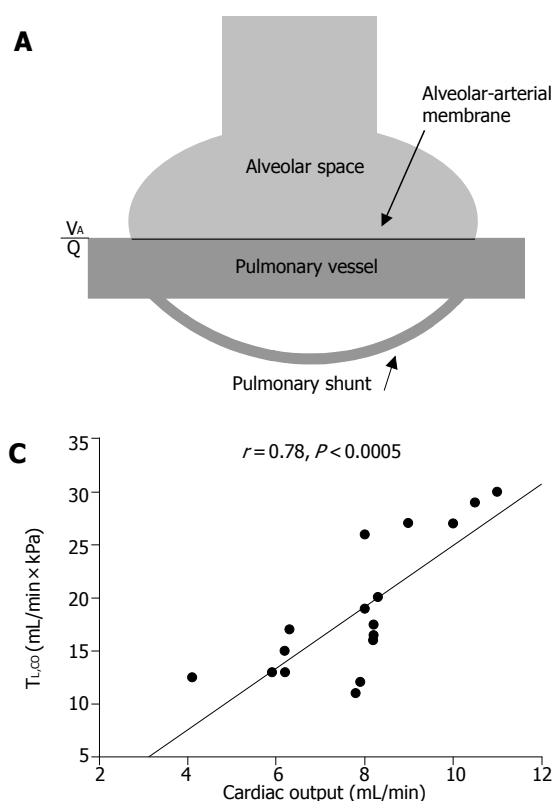 A
Alveolar-arterial
membrane
Alveolar space
VA
Q
Pulmonary vessel
Pulmonary shunt
C
r = 0.78, P < 0.0005
35
30
25
20
15
10
5
TL,CO (mL/min × kPa)
2 4 6 8 10 12
Cardiac output (mL/min)